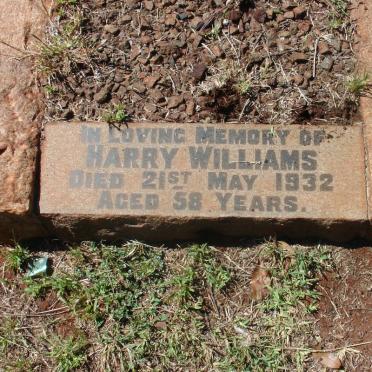 In Loving Memory of
Harry Williams
Died 21st May 1932
Aged 58 Years.